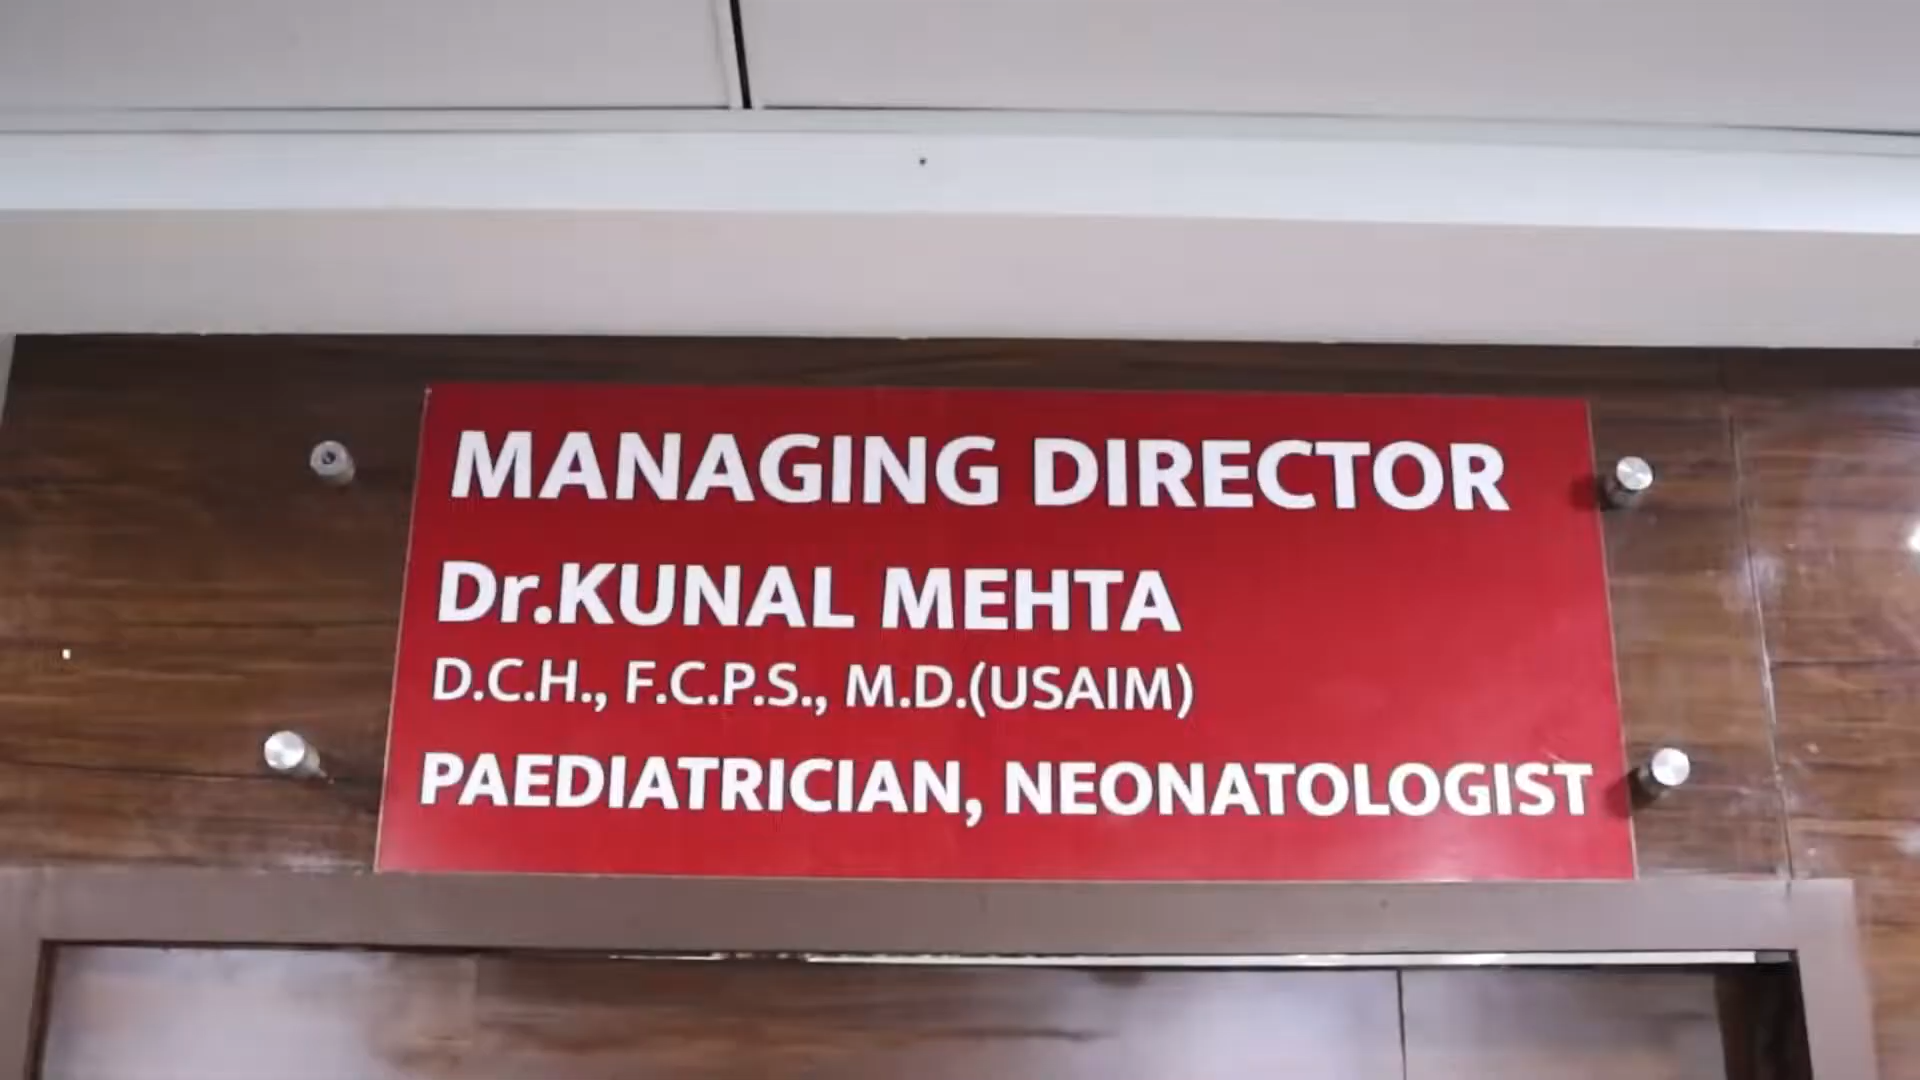 MANAGING DIRECTOR
Dr.KUNAL MEHTA
D.C.H., F.C.P.S., M.D.(USAIM)
PAEDIATRICIAN, NEONATOLOGIST